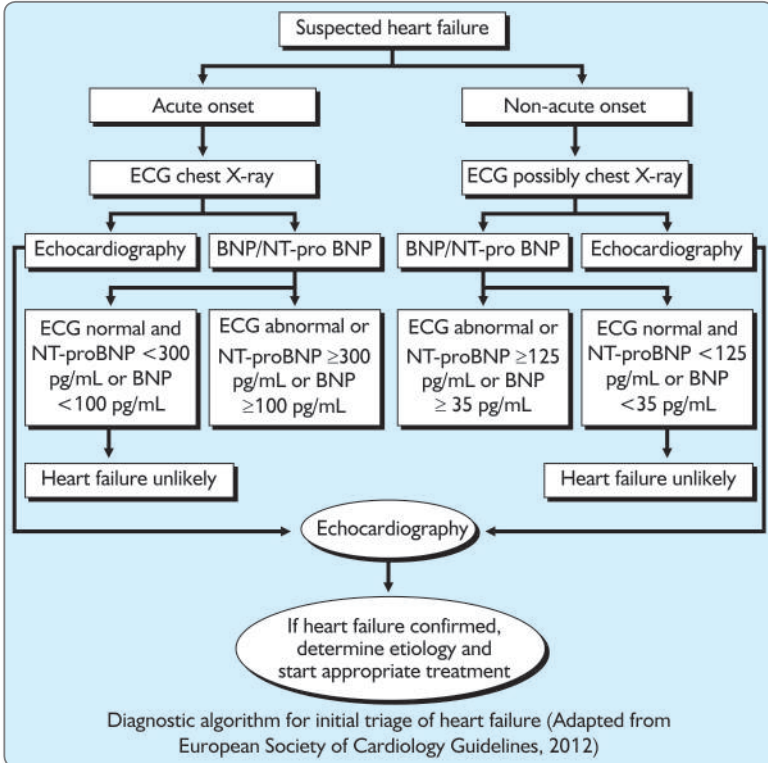 Suspected heart failure
Acute onset
Non-acute onset
ECG chest X-ray
ECG possibly chest X-ray
Echocardiography
BNP/NT-pro BNP
BNP/NT-pro BNP
Echocardiography
ECG normal and
NT-proBNP <300
pg/mL or BNP
<100 pg/mL
ECG abnormal or
NT-proBNP ≥300
pg/mL or BNP
≥100 pg/mL
ECG abnormal or
NT-proBNP ≥125
pg/mL or BNP
≥ 35 pg/mL
ECG normal and
NT-proBNP <125
pg/mL or BNP
<35 pg/mL
Heart failure unlikely
Heart failure unlikely
Echocardiography
If heart failure confirmed,
determine etiology and
start appropriate treatment
Diagnostic algorithm for initial triage of heart failure (Adapted from
European Society of Cardiology Guidelines, 2012)